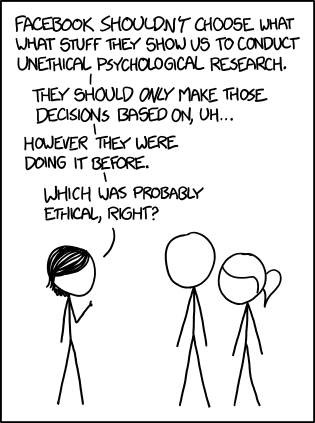 FACEBOOK SHOULDN'T CHOOSE WHAT
WHAT STUFF THEY SHOW US TO CONDUCT
UNETHICAL PSYCHOLOGICAL RESEARCH.
THEY SHOULD ONLY MAKE THOSE
DECISIONS BASED ON, UH...
HOWEVER THEY WERE
DOING IT BEFORE.
WHICH WAS PROBABLY
ETHICAL, RIGHT?